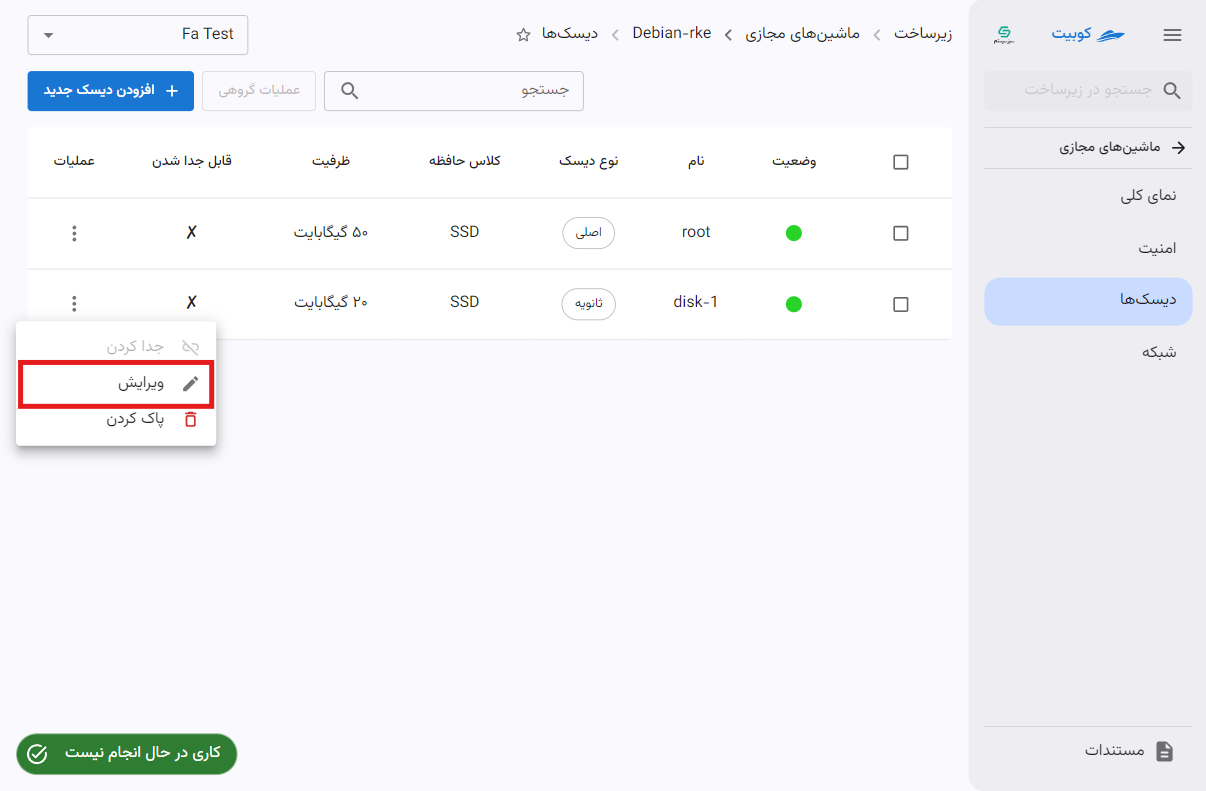 کوبیت
جستجو در زیرساخت
ماشین‌های مجازی
نمای کلی
امنیت
دیسک‌ها
شبکه
مستندات
زیرساخت
ماشین‌های مجازی
Debian-rke
دیسک‌ها
Fa Test
جستجو
عملیات گروهی
افزودن دیسک جدید
وضعیت نام نوع دیسک کلاس حافظه ظرفیت قابل جدا شدن عملیات
root اصلی SSD ۵۰ گیگابایت ✗
disk-1 ثانویه SSD ۲۰ گیگابایت ✗
جدا کردن
ویرایش
پاک کردن
کاری در حال انجام نیست